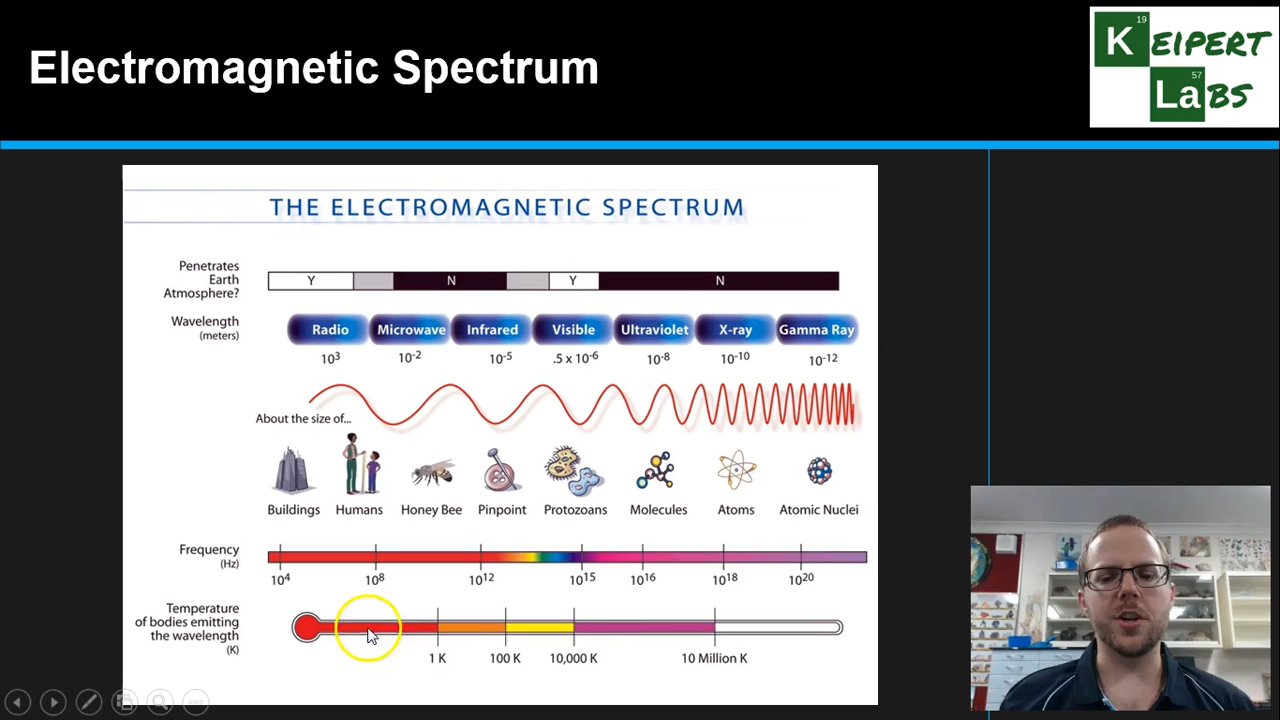 Electromagnetic Spectrum
19
K EIPERT
57
La BS
THE ELECTROMAGNETIC SPECTRUM
Penetrates
Earth
Atmosphere?
Y N Y N
Wavelength
(meters)
Radio Microwave Infrared Visible Ultraviolet X-ray Gamma Ray
10³ 10⁻² 10⁻⁵ .5 x 10⁻⁶ 10⁻⁸ 10⁻¹⁰ 10⁻¹²
About the size of...
Buildings Humans Honey Bee Pinpoint Protozoans Molecules Atoms Atomic Nuclei
Frequency
(Hz)
10⁴ 10⁸ 10¹² 10¹⁵ 10¹⁶ 10¹⁸ 10²⁰
Temperature
of bodies emitting
the wavelength
(K)
1 K 100 K 10,000 K 10 Million K